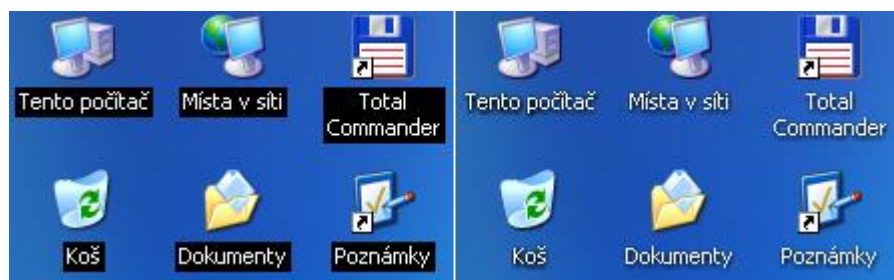 Tento počítač Místa v síti Total
Commander
Koš Dokumenty Poznámky
Tento počítač Místa v síti Total
Commander
Koš Dokumenty Poznámky